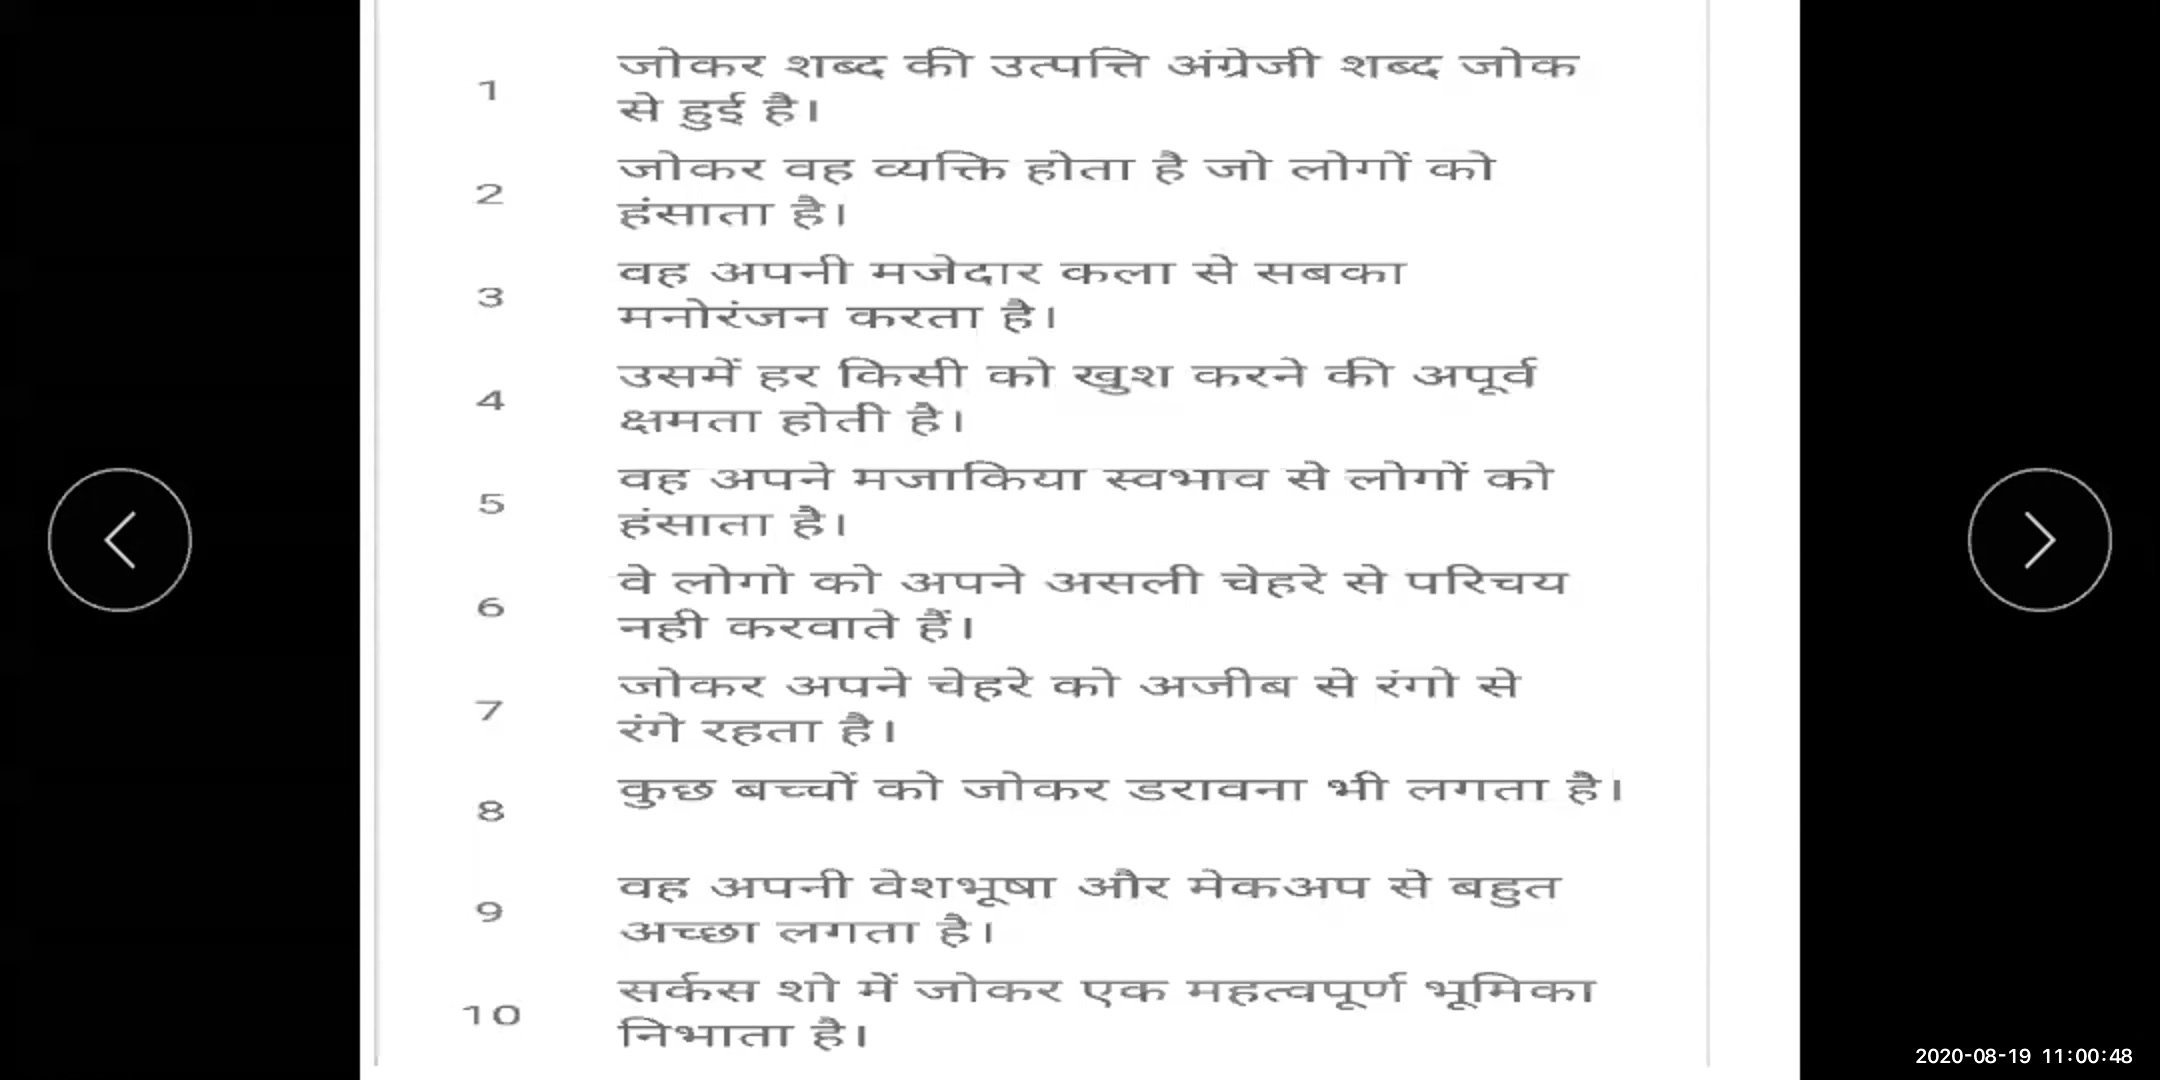 1
जोकर शब्द की उत्पत्ति अंग्रेजी शब्द जोक
से हुई है।
2
जोकर वह व्यक्ति होता है जो लोगों को
हंसाता है।
3
वह अपनी मजेदार कला से सबका
मनोरंजन करता है।
4
उसमें हर किसी को खुश करने की अपूर्व
क्षमता होती है।
5
वह अपने मजाकिया स्वभाव से लोगों को
हंसाता है।
6
वे लोगो को अपने असली चेहरे से परिचय
नही करवाते हैं।
7
जोकर अपने चेहरे को अजीब से रंगो से
रंगे रहता है।
8
कुछ बच्चों को जोकर डरावना भी लगता है।
9
वह अपनी वेशभूषा और मेकअप से बहुत
अच्छा लगता है।
10
सर्कस शो में जोकर एक महत्वपूर्ण भूमिका
निभाता है।
2020-08-19 11:00:48